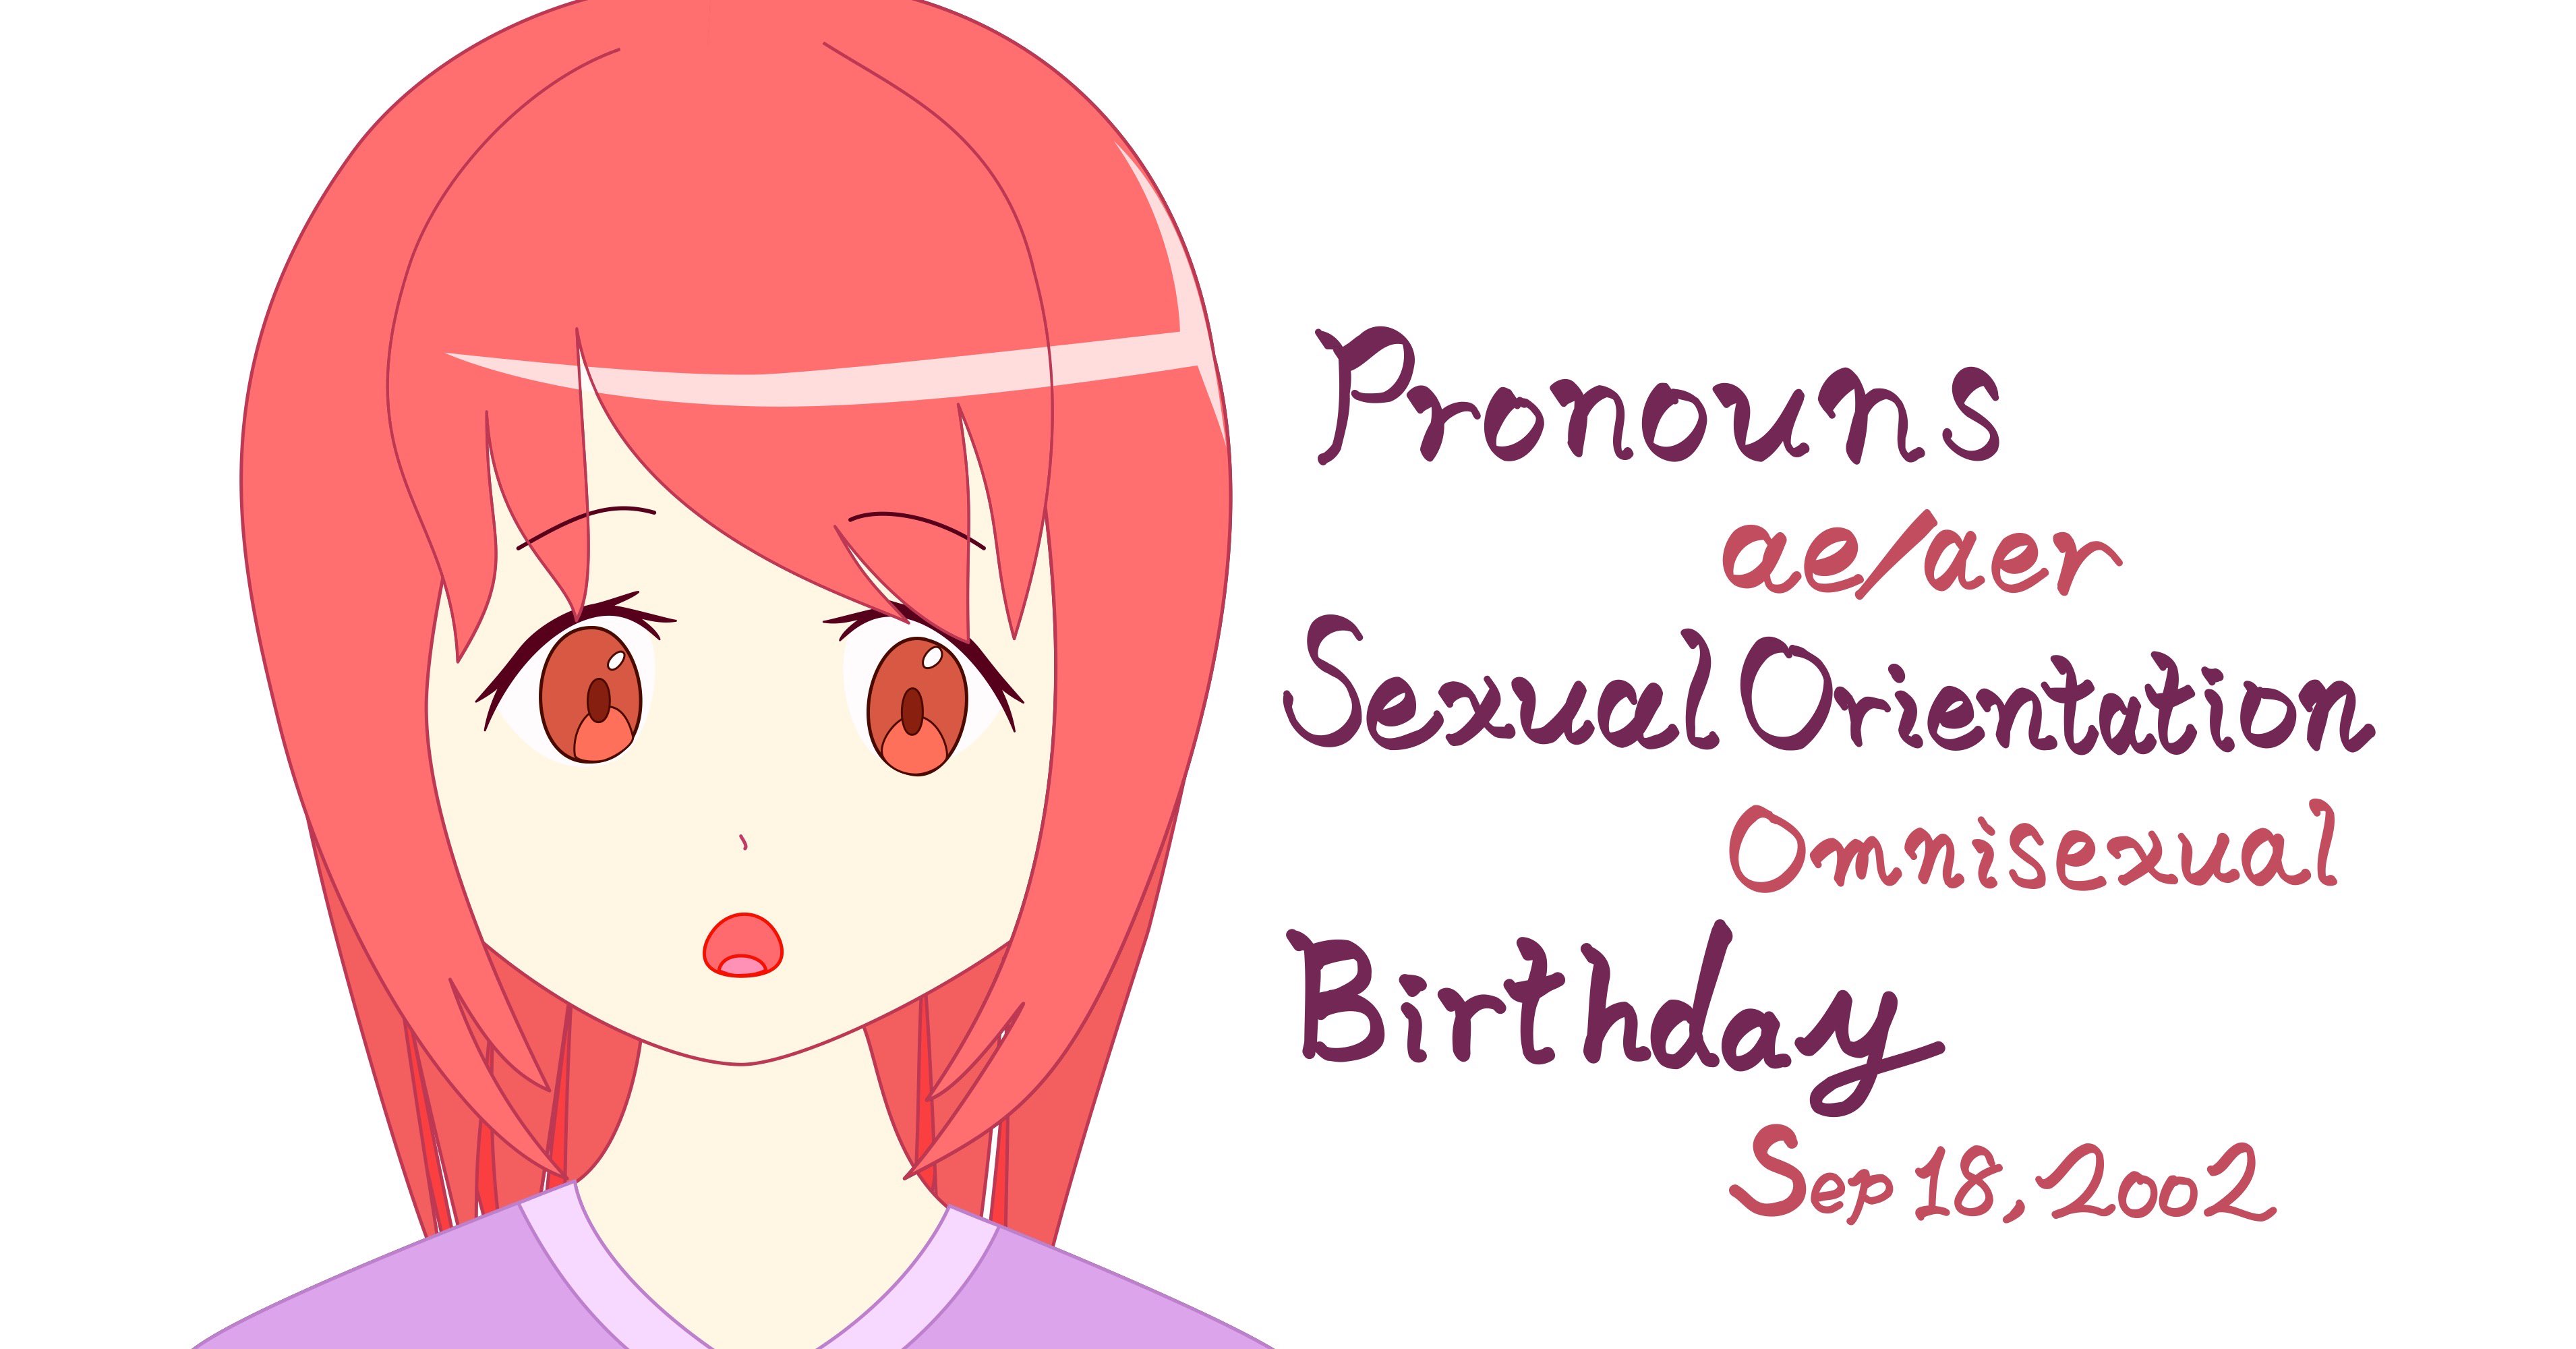 Pronouns
ae/aer
Sexual Orientation
Omnisexual
Birthday
Sep 18, 2002